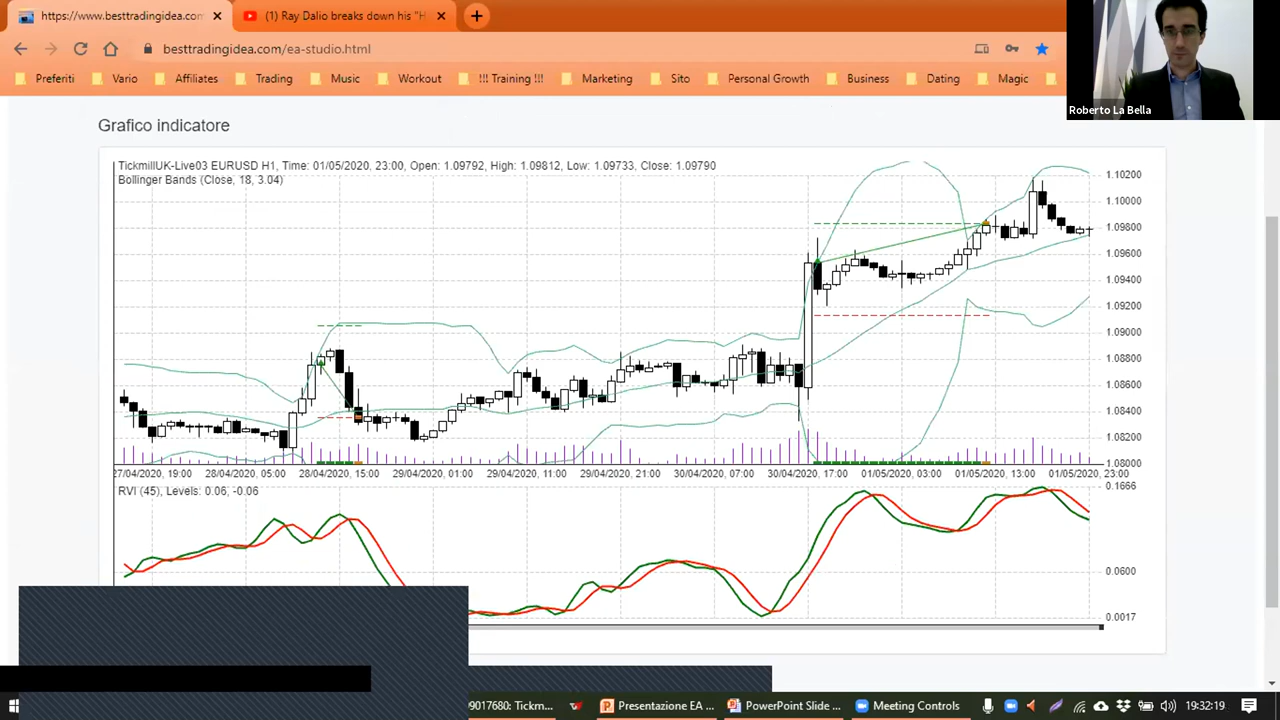 https://www.besttradingidea.com
(1) Ray Dalio breaks down his "H
besttradingidea.com/ea-studio.html
Preferiti Vario Affiliates Trading Music Workout !!! Training !!! Marketing Sito Personal Growth Business Dating Magic
Roberto La Bella
Grafico indicatore
TickmillUK-Live03 EURUSD H1, Time: 01/05/2020, 23:00, Open: 1.09792, High: 1.09812, Low: 1.09733, Close: 1.09790
Bollinger Bands (Close, 18, 3.04)
1.10200
1.10000
1.09800
1.09600
1.09400
1.09200
1.09000
1.08800
1.08600
1.08400
1.08200
1.08000
27/04/2020, 19:00 28/04/2020, 05:00 28/04/2020, 15:00 29/04/2020, 01:00 29/04/2020, 11:00 29/04/2020, 21:00 30/04/2020, 07:00 30/04/2020, 17:00 01/05/2020, 03:00 01/05/2020, 13:00 01/05/2020, 23:00
RVI (45), Levels: 0.06, -0.06
0.1666
0.0600
0.0017
9017680: Tickm... Presentazione EA ... PowerPoint Slide ... Meeting Controls 19:32:19